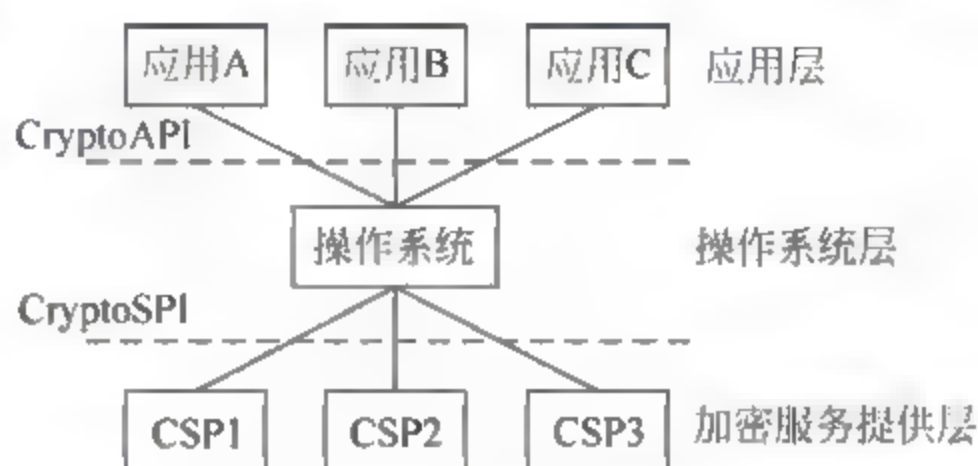 应用A 应用B 应用C 应用层
CryptoAPI
操作系统 操作系统层
CryptoSPI
CSP1 CSP2 CSP3 加密服务提供层